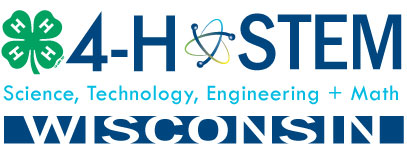 H H H H 4-H STEM
Science, Technology, Engineering + Math
WISCONSIN